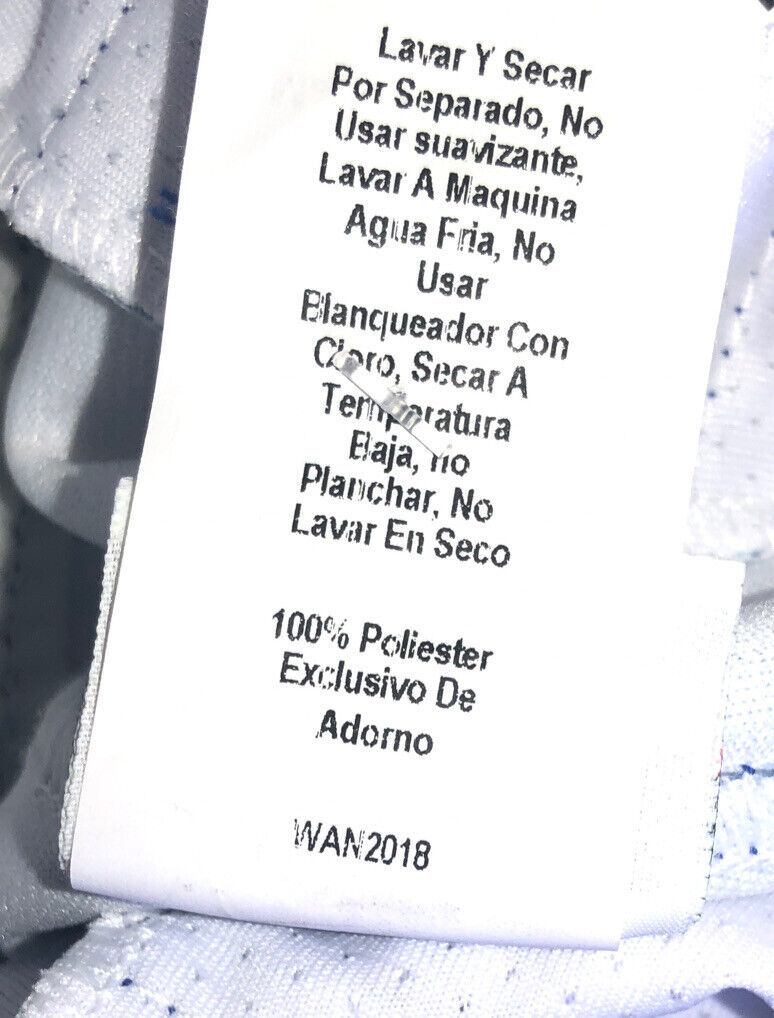 Lavar Y Secar
Por Separado, No
Usar suavizante,
Lavar A Maquina
Agua Fria, No
Usar
Blanqueador Con
Cloro, Secar A
Temperatura
Baja, no
Planchar, No
Lavar En Seco
100% Poliester
Exclusivo De
Adorno
WAN2018